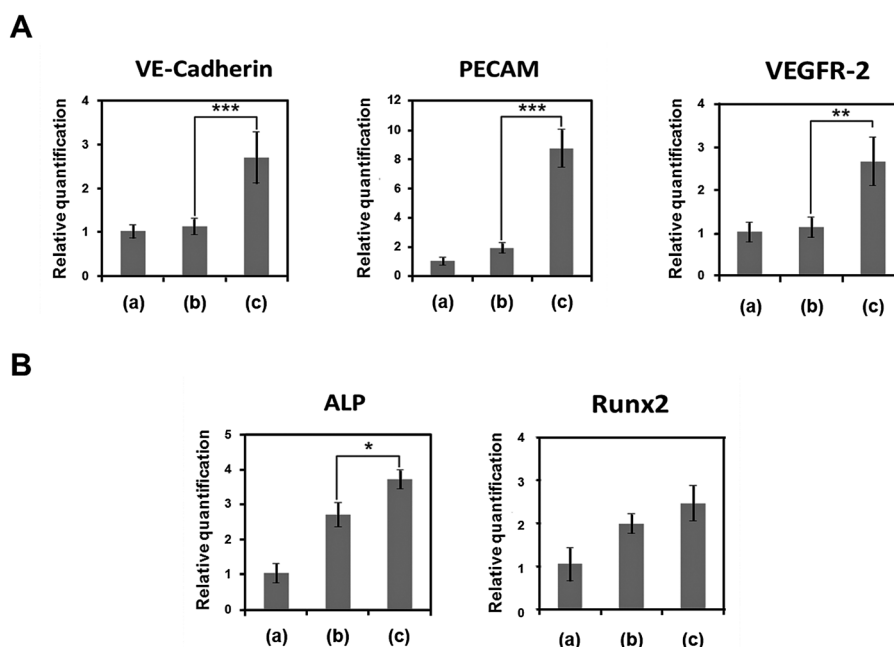 A
VE-Cadherin
PECAM
VEGFR-2
Relative quantification
4
3
2
1
0
***
(a) (b) (c)
Relative quantification
12
10
8
6
4
2
0
***
(a) (b) (c)
Relative quantification
4
3
2
1
0
**
(a) (b) (c)
B
ALP
Runx2
Relative quantification
5
4
3
2
1
0
*
(a) (b) (c)
Relative quantification
4
3
2
1
0
(a) (b) (c)